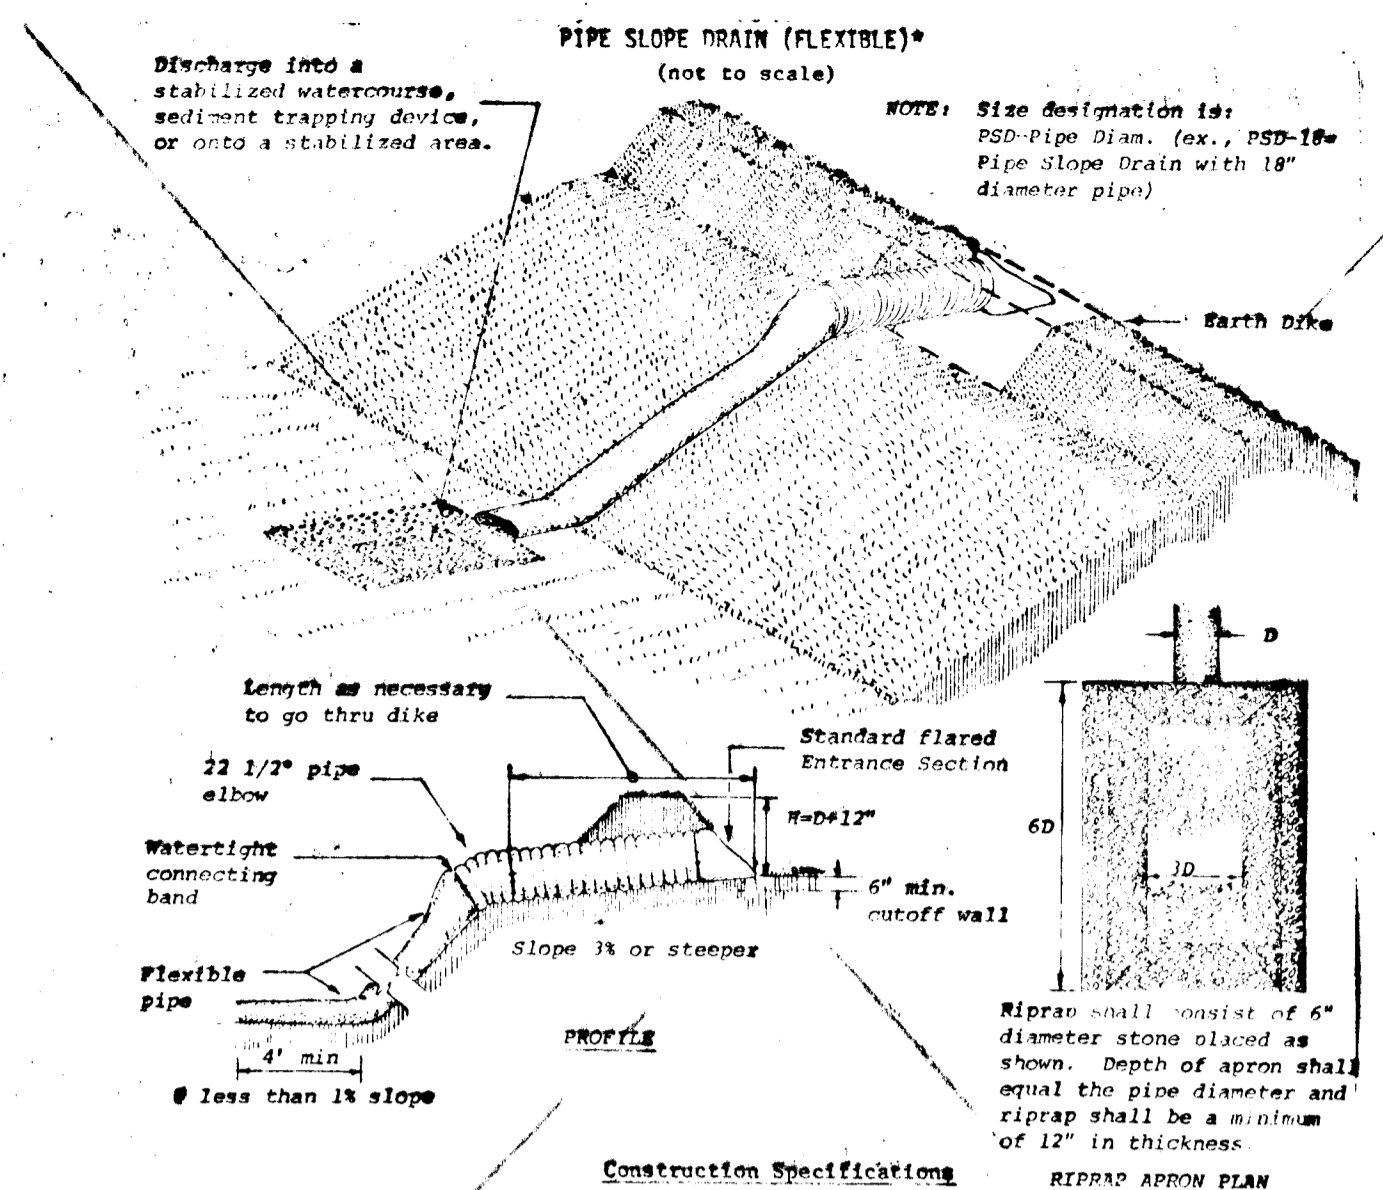 PIPE SLOPE DRAIN (FLEXIBLE)*
(not to scale)
Discharge into a
stabilized watercourse,
sediment trapping device,
or onto a stabilized area.
NOTE: Size designation is:
PSD-Pipe Diam. (ex., PSD-18=
Pipe Slope Drain with 18"
diameter pipe)
Earth Dike
D
Length as necessary
to go thru dike
Standard flared
Entrance Section
22 1/2° pipe
elbow
H=D+12"
6D
Watertight
connecting
band
3D
6" min.
cutoff wall
Slope 3% or steeper
Flexible
pipe
PROFILE
4' min
@ less than 1% slope
Riprap shall consist of 6"
diameter stone placed as
shown. Depth of apron shall
equal the pipe diameter and
riprap shall be a minimum
of 12" in thickness.
Construction Specifications
RIPRAP APRON PLAN